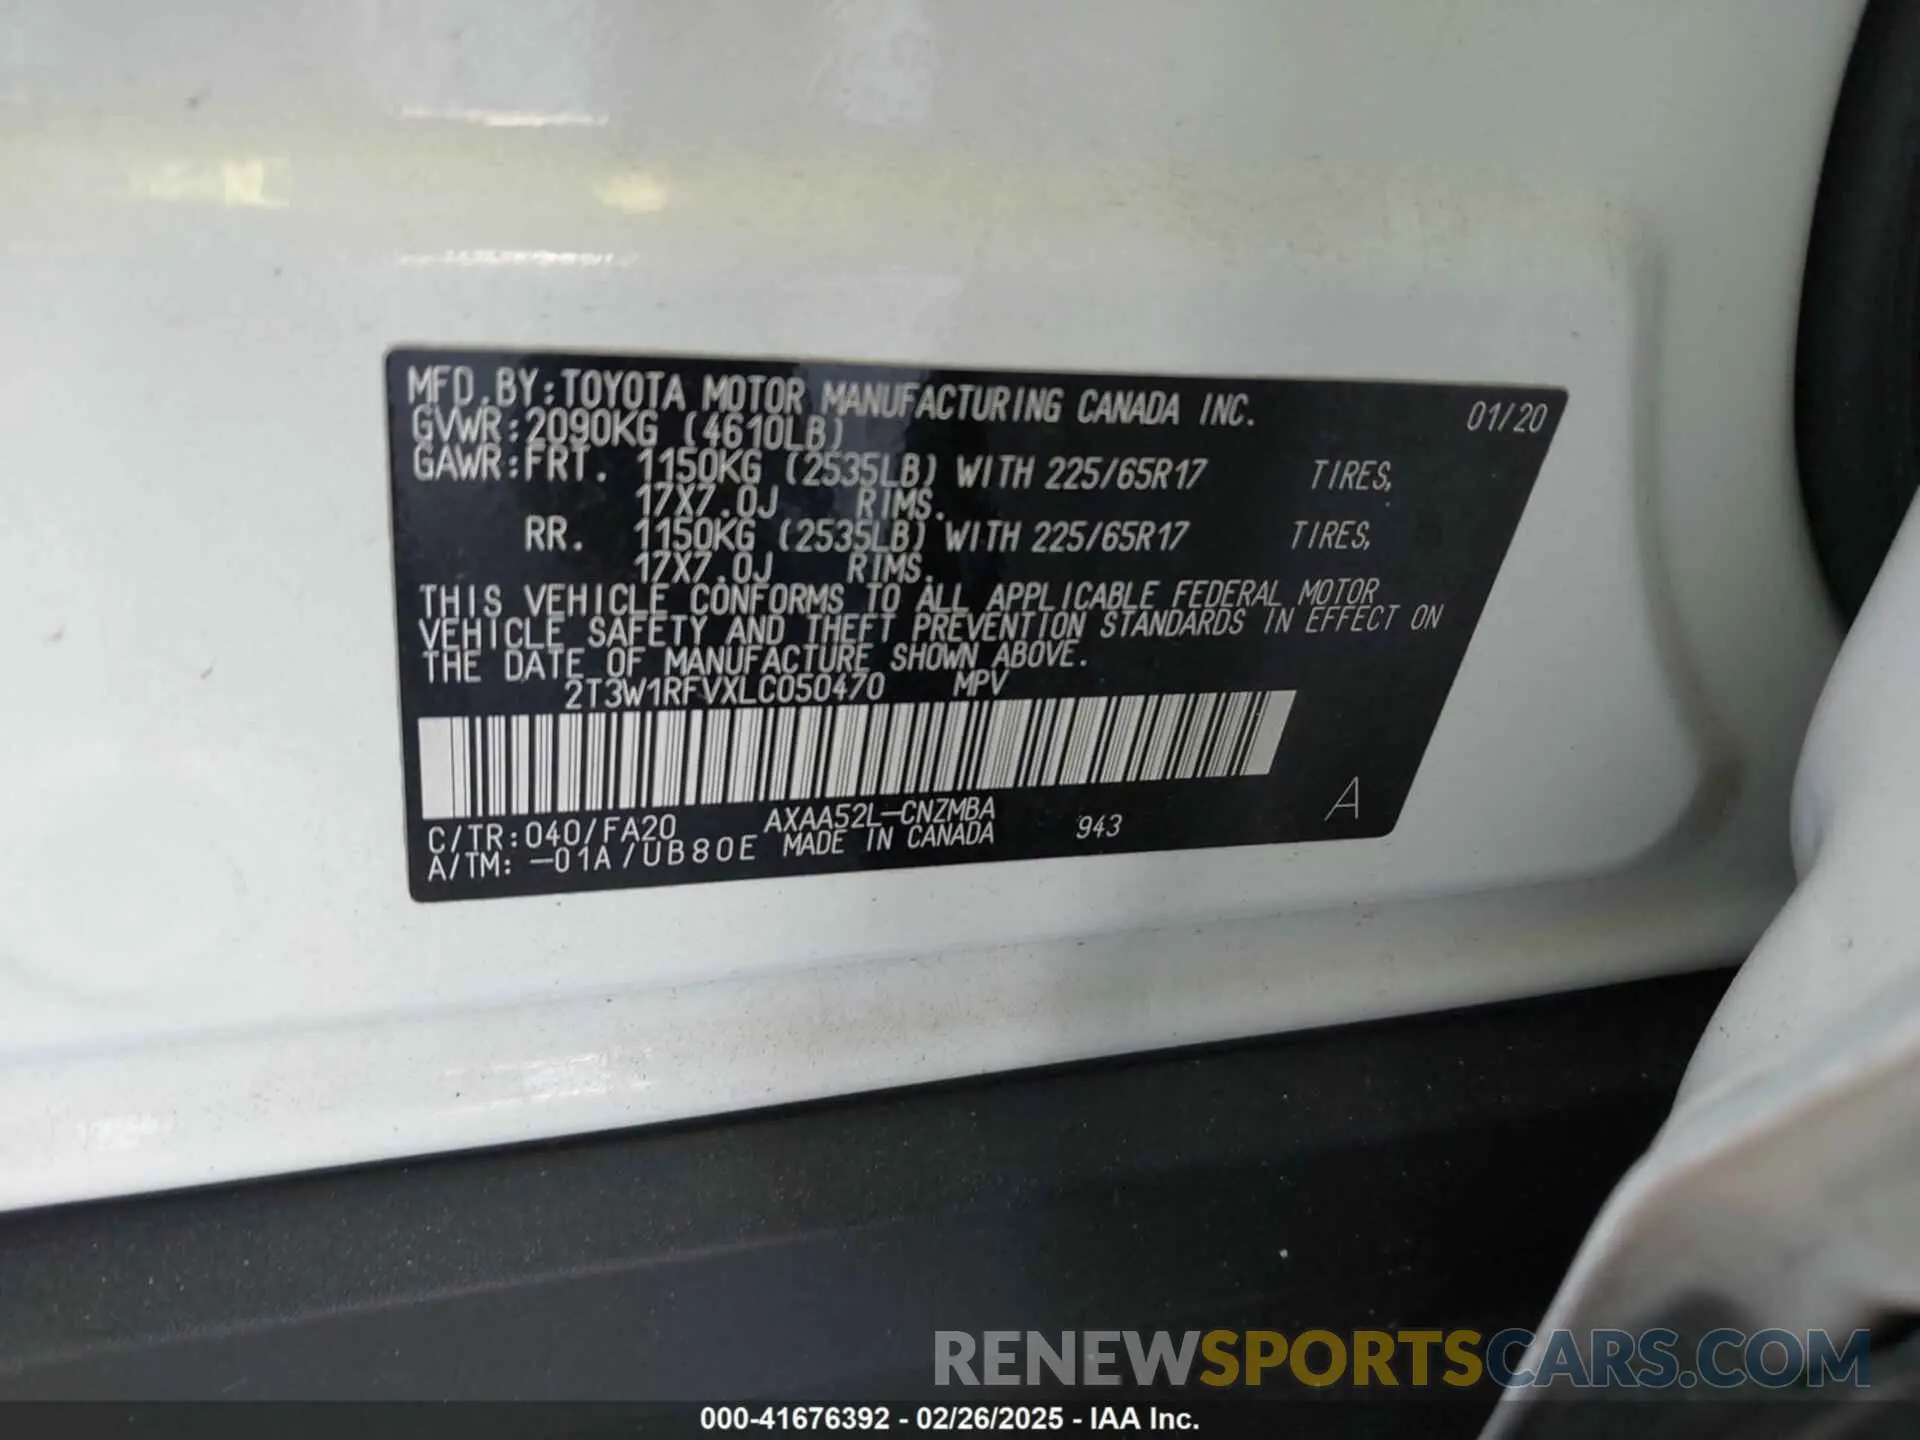 MFD.BY:TOYOTA MOTOR MANUFACTURING CANADA INC. 01/20
GVWR:2090KG (4610LB)
GAWR:FRT. 1150KG (2535LB) WITH 225/65R17 TIRES,
17X7.0J RIMS.
RR. 1150KG (2535LB) WITH 225/65R17 TIRES,
17X7.0J RIMS.
THIS VEHICLE CONFORMS TO ALL APPLICABLE FEDERAL MOTOR
VEHICLE SAFETY AND THEFT PREVENTION STANDARDS IN EFFECT ON
THE DATE OF MANUFACTURE SHOWN ABOVE.
2T3W1RFVXLC050470 MPV
C/TR:040/FA20 AXAA52L-CNZMBA 943 A
A/TM:-01A/UB80E MADE IN CANADA
RENEWSPORTSCARS.COM
000-41676392 - 02/26/2025 - IAA Inc.